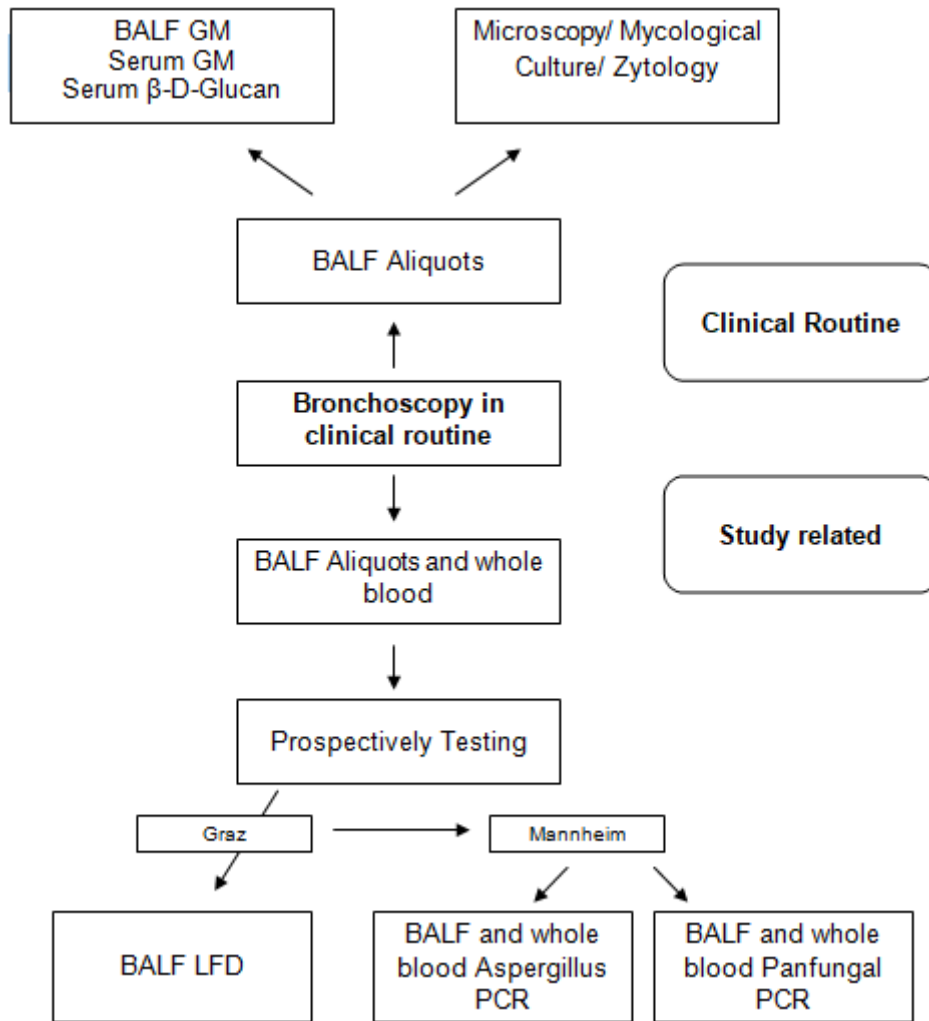 BALF GM
Serum GM
Serum β-D-Glucan
Microscopy/ Mycological
Culture/ Zytology
BALF Aliquots
Clinical Routine
Bronchoscopy in
clinical routine
Study related
BALF Aliquots and whole
blood
Prospectively Testing
Graz
Mannheim
BALF LFD
BALF and whole
blood Aspergillus
PCR
BALF and whole
blood Panfungal
PCR